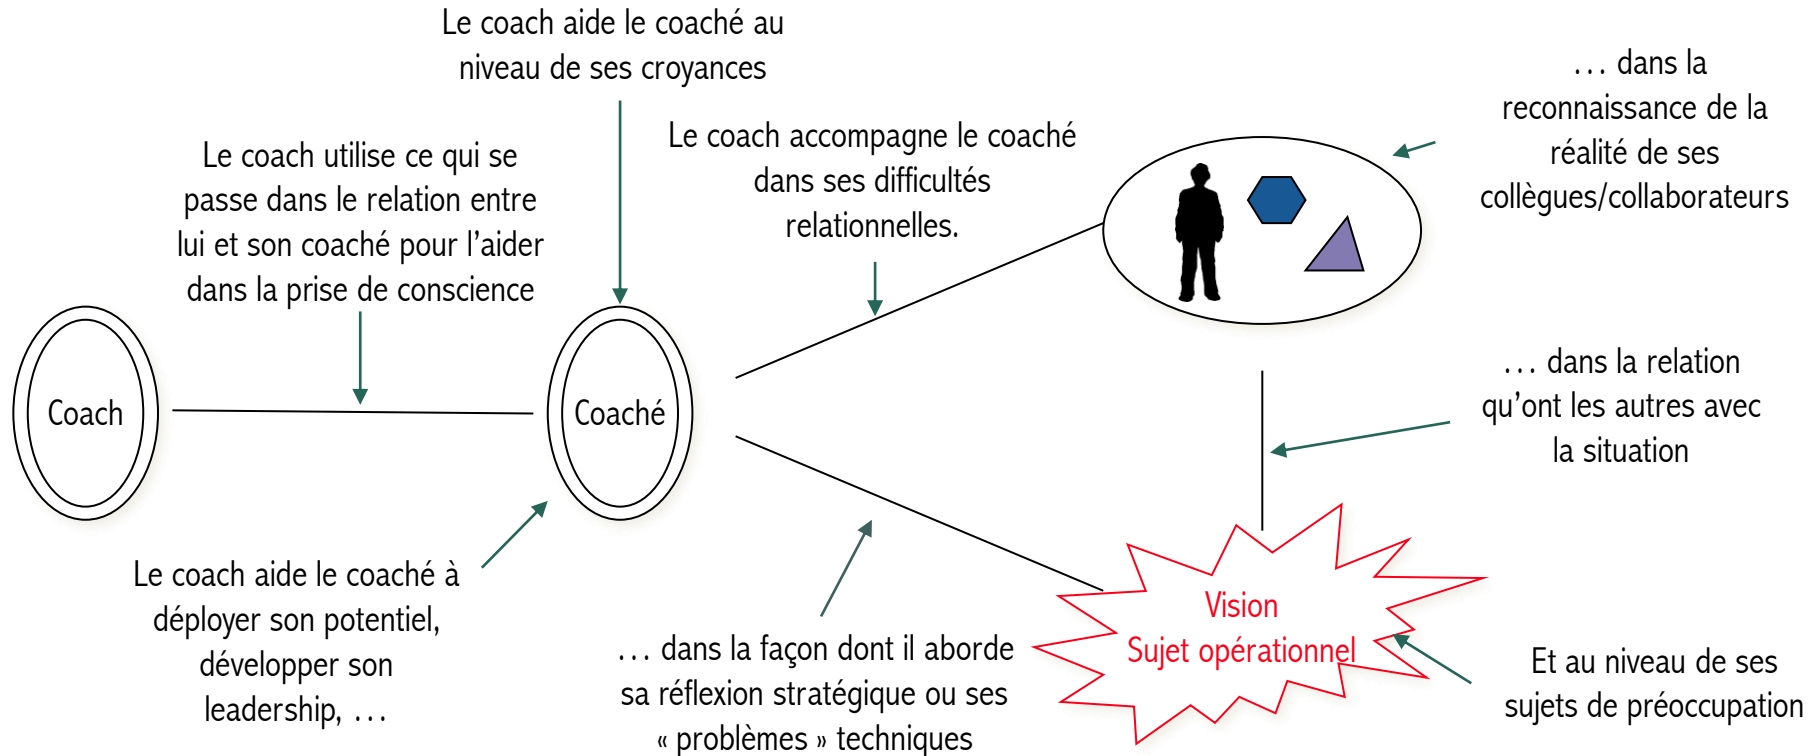 Le coach aide le coaché au
niveau de ses croyances
Le coach utilise ce qui se
passe dans le relation entre
lui et son coaché pour l’aider
dans la prise de conscience
Le coach accompagne le coaché
dans ses difficultés
relationnelles.
… dans la
reconnaissance de la
réalité de ses
collègues/collaborateurs
Coach
Coaché
… dans la relation
qu’ont les autres avec
la situation
Le coach aide le coaché à
déployer son potentiel,
développer son
leadership, …
… dans la façon dont il aborde
sa réflexion stratégique ou ses
« problèmes » techniques
Vision
Sujet opérationnel
Et au niveau de ses
sujets de préoccupation